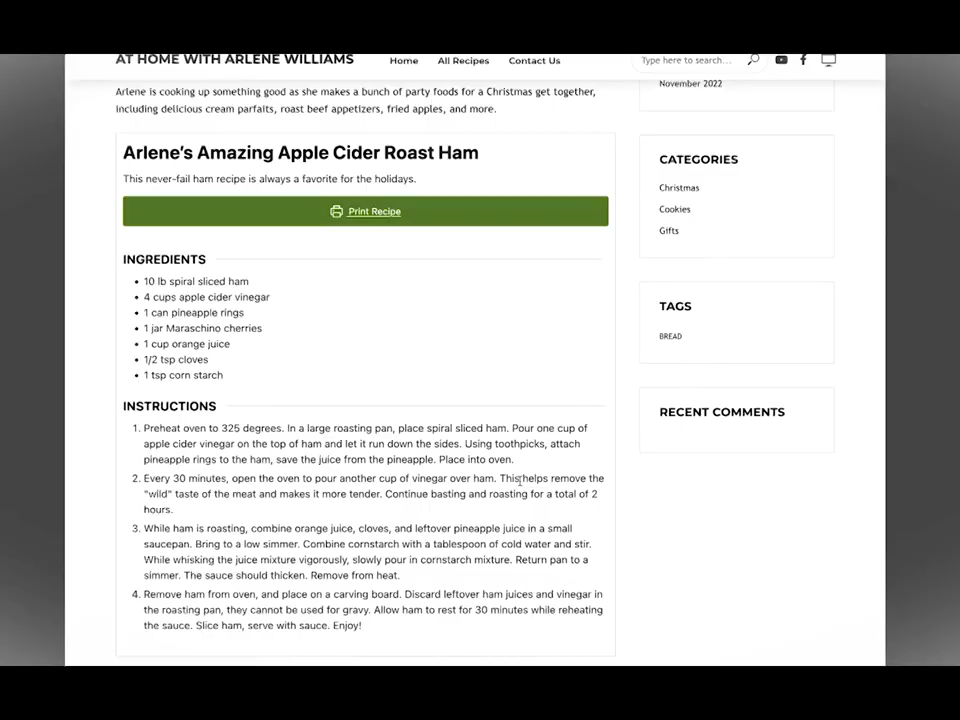 AT HOME WITH ARLENE WILLIAMS
Home
All Recipes
Contact Us
Type here to search...
Arlene is cooking up something good as she makes a bunch of party foods for a Christmas get together,
including delicious cream parfaits, roast beef appetizers, fried apples, and more.
Arlene's Amazing Apple Cider Roast Ham
This never-fail ham recipe is always a favorite for the holidays.
Print Recipe
INGREDIENTS
• 10 lb spiral sliced ham
• 4 cups apple cider vinegar
• 1 can pineapple rings
• 1 jar Maraschino cherries
• 1 cup orange juice
• 1/2 tsp cloves
• 1 tsp corn starch
INSTRUCTIONS
1. Preheat oven to 325 degrees. In a large roasting pan, place spiral sliced ham. Pour one cup of
apple cider vinegar on the top of ham and let it run down the sides. Using toothpicks, attach
pineapple rings to the ham, save the juice from the pineapple. Place into oven.
2. Every 30 minutes, open the oven to pour another cup of vinegar over ham. This helps remove the
"wild" taste of the meat and makes it more tender. Continue basting and roasting for a total of 2
hours.
3. While ham is roasting, combine orange juice, cloves, and leftover pineapple juice in a small
saucepan. Bring to a low simmer. Combine cornstarch with a tablespoon of cold water and stir.
While whisking the juice mixture vigorously, slowly pour in cornstarch mixture. Return pan to a
simmer. The sauce should thicken. Remove from heat.
4. Remove ham from oven, and place on a carving board. Discard leftover ham juices and vinegar in
the roasting pan, they cannot be used for gravy. Allow ham to rest for 30 minutes while reheating
the sauce. Slice ham, serve with sauce. Enjoy!
November 2022
CATEGORIES
Christmas
Cookies
Gifts
TAGS
BREAD
RECENT COMMENTS